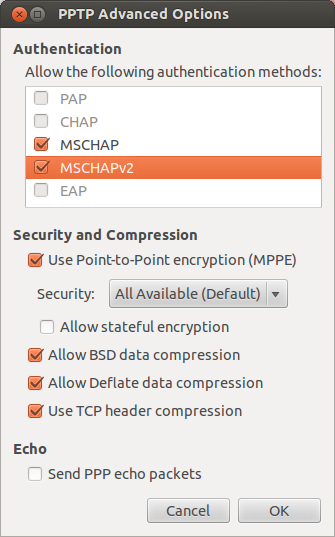 PPTP Advanced Options
Authentication
Allow the following authentication methods:
PAP
CHAP
MSCHAP
MSCHAPv2
EAP
Security and Compression
Use Point-to-Point encryption (MPPE)
Security: All Available (Default)
Allow stateful encryption
Allow BSD data compression
Allow Deflate data compression
Use TCP header compression
Echo
Send PPP echo packets
Cancel OK